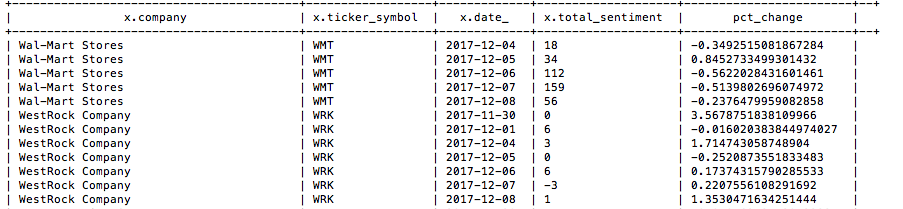 x.company | x.ticker_symbol | x.date_ | x.total_sentiment | pct_change
Wal-Mart Stores | WMT | 2017-12-04 | 18 | -0.3492515081867284
Wal-Mart Stores | WMT | 2017-12-05 | 34 | 0.8452733499301432
Wal-Mart Stores | WMT | 2017-12-06 | 112 | -0.5622028431601461
Wal-Mart Stores | WMT | 2017-12-07 | 159 | -0.5139802696074972
Wal-Mart Stores | WMT | 2017-12-08 | 56 | -0.2376479959082858
WestRock Company | WRK | 2017-11-30 | 0 | 3.5678751838109966
WestRock Company | WRK | 2017-12-01 | 6 | -0.016020383844974027
WestRock Company | WRK | 2017-12-04 | 3 | 1.714743058748904
WestRock Company | WRK | 2017-12-05 | 0 | -0.2520873551833483
WestRock Company | WRK | 2017-12-06 | 6 | 0.17374315790285533
WestRock Company | WRK | 2017-12-07 | -3 | 0.2207556108291692
WestRock Company | WRK | 2017-12-08 | 1 | 1.3530471634251444